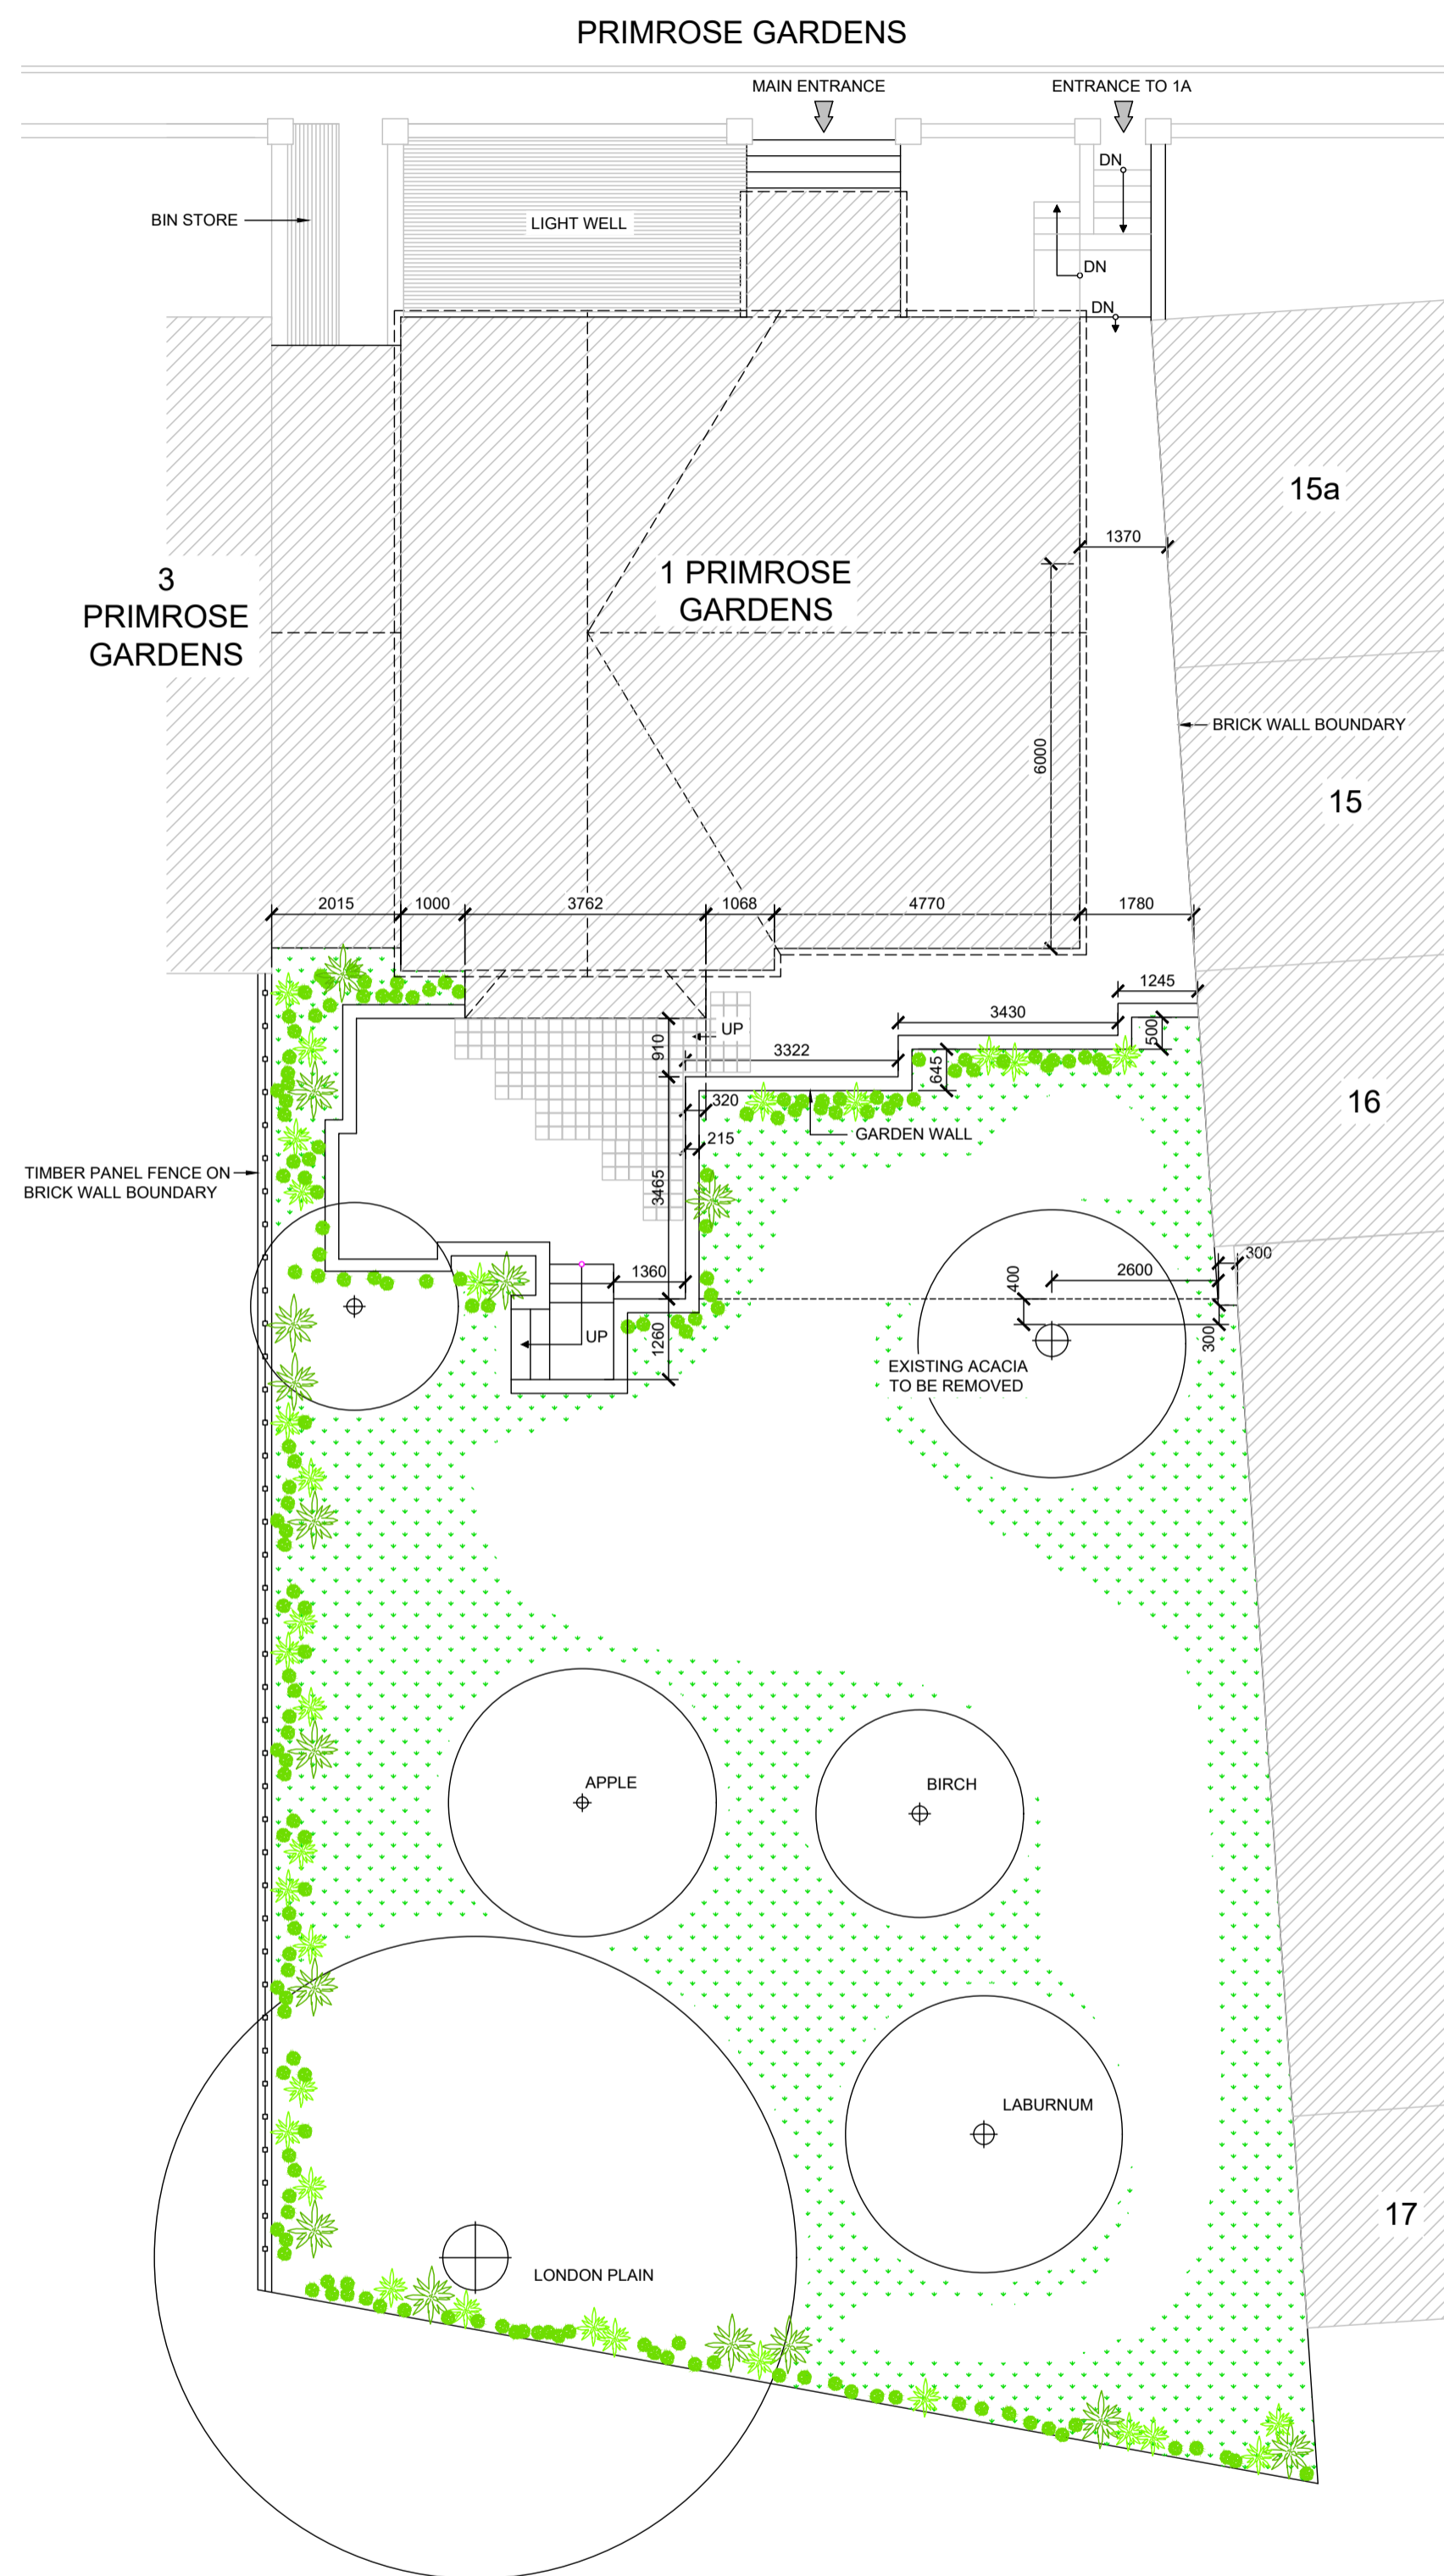 PRIMROSE GARDENS
MAIN ENTRANCE
ENTRANCE TO 1A
DN
BIN STORE
LIGHT WELL
DN
DN
15a
1370
3
PRIMROSE
GARDENS
1 PRIMROSE
GARDENS
BRICK WALL BOUNDARY
6000
15
2015
1000
3762
1068
4770
1780
1245
3430
UP
910
3322
500
645
16
320
GARDEN WALL
215
TIMBER PANEL FENCE ON
BRICK WALL BOUNDARY
3465
300
1360
2600
400
UP
1260
300
EXISTING ACACIA
TO BE REMOVED
APPLE
BIRCH
LABURNUM
17
LONDON PLAIN